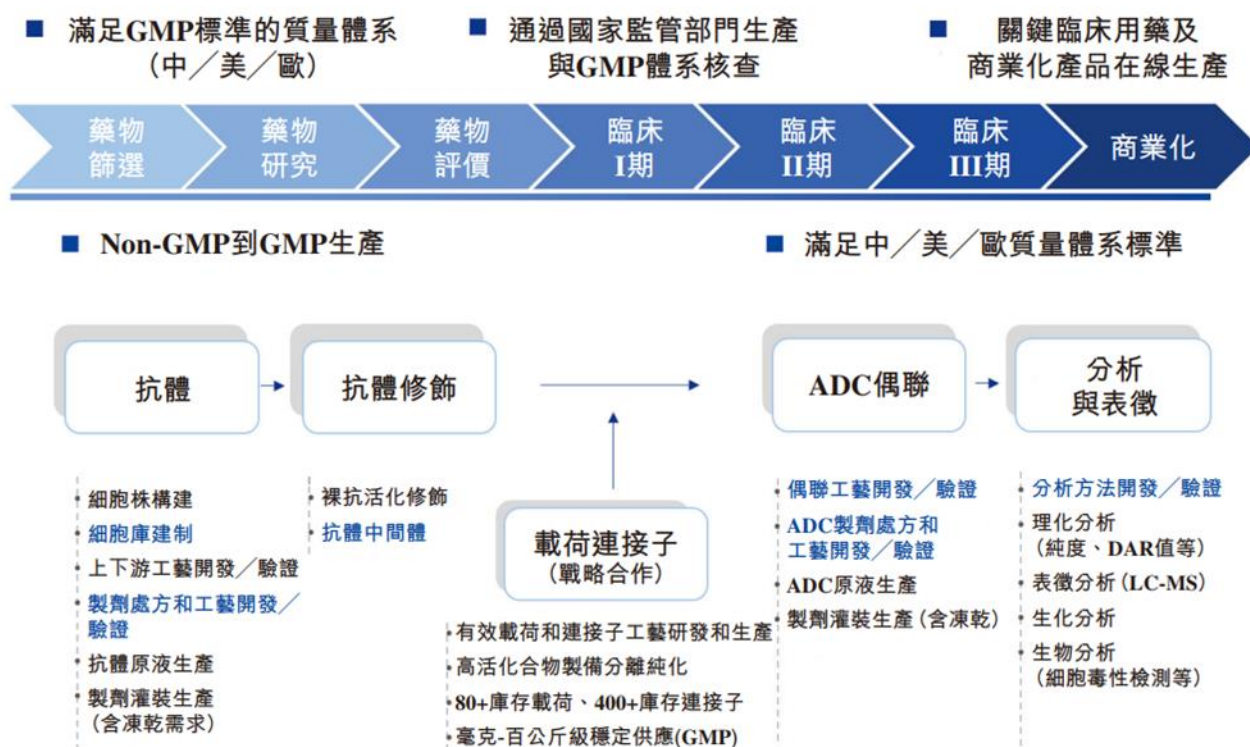 滿足GMP標準的質量體系
（中／美／歐）
通過國家監管部門生產
與GMP體系核查
關鍵臨床用藥及
商業化產品在線生產
藥物
篩選
藥物
研究
藥物
評價
臨床
I期
臨床
II期
臨床
III期
商業化
Non-GMP到GMP生產
滿足中／美／歐質量體系標準
抗體
抗體修飾
ADC偶聯
分析
與表徵
載荷連接子
(戰略合作)
細胞株構建
細胞庫建制
上下游工藝開發／驗證
製劑處方和工藝開發／
驗證
抗體原液生產
製劑灌裝生產
(含凍乾需求)
裸抗活化修飾
抗體中間體
有效載荷和連接子工藝研發和生產
高活化合物製備分離純化
80+庫存載荷、400+庫存連接子
毫克-百公斤級穩定供應(GMP)
偶聯工藝開發／驗證
ADC製劑處方和
工藝開發／驗證
ADC原液生產
製劑灌裝生產(含凍乾)
分析方法開發／驗證
理化分析
(純度、DAR值等)
表徵分析(LC-MS)
生化分析
生物分析
(細胞毒性檢測等)